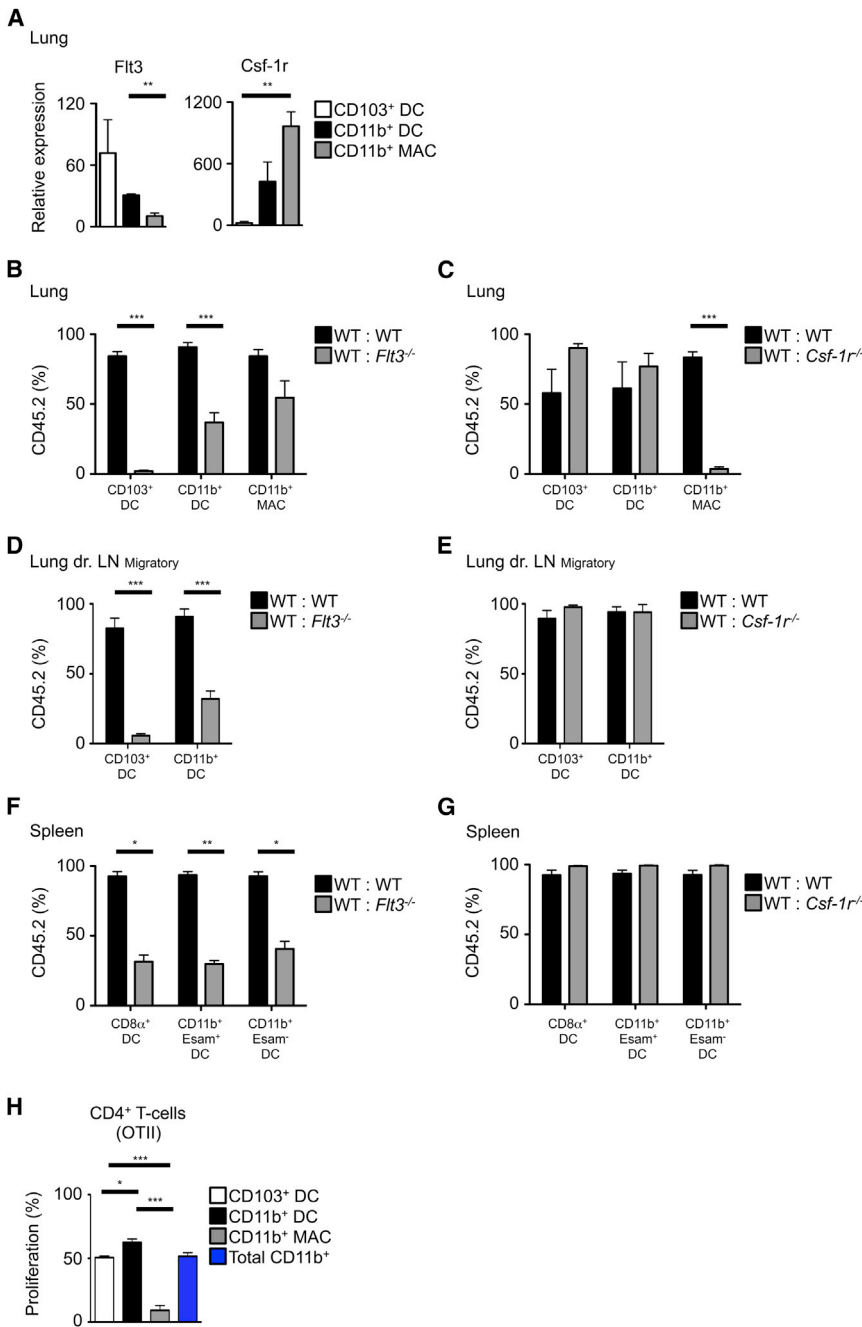 A
Lung
Flt3
Csf-1r
**
**
Relative expression
120
60
0
1200
600
0
CD103⁺ DC
CD11b⁺ DC
CD11b⁺ MAC
B
Lung
***
***
CD45.2 (%)
100
50
0
CD103⁺ DC
CD11b⁺ DC
CD11b⁺ MAC
WT : WT
WT : Flt3⁻/⁻
C
Lung
***
CD45.2 (%)
100
50
0
CD103⁺ DC
CD11b⁺ DC
CD11b⁺ MAC
WT : WT
WT : Csf-1r⁻/⁻
D
Lung dr. LN Migratory
***
***
CD45.2 (%)
100
50
0
CD103⁺ DC
CD11b⁺ DC
WT : WT
WT : Flt3⁻/⁻
E
Lung dr. LN Migratory
CD45.2 (%)
100
50
0
CD103⁺ DC
CD11b⁺ DC
WT : WT
WT : Csf-1r⁻/⁻
F
Spleen
*
**
*
CD45.2 (%)
100
50
0
CD8α⁺ DC
CD11b⁺ Esam⁺ DC
CD11b⁺ Esam⁻ DC
WT : WT
WT : Flt3⁻/⁻
G
Spleen
CD45.2 (%)
100
50
0
CD8α⁺ DC
CD11b⁺ Esam⁺ DC
CD11b⁺ Esam⁻ DC
WT : WT
WT : Csf-1r⁻/⁻
H
CD4⁺ T-cells
(OTII)
***
*
***
Proliferation (%)
100
50
0
CD103⁺ DC
CD11b⁺ DC
CD11b⁺ MAC
Total CD11b⁺